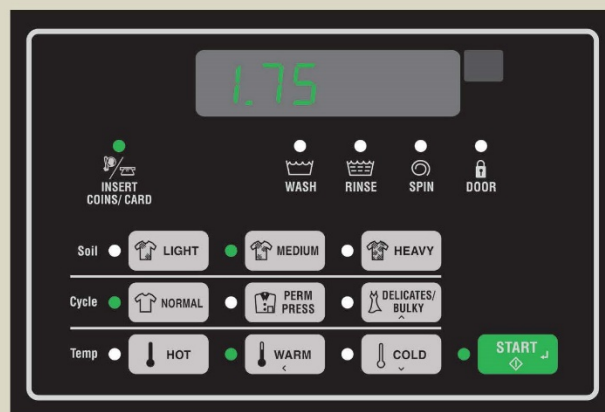 1.75
INSERT
COINS/CARD
WASH
RINSE
SPIN
DOOR
Soil
LIGHT
MEDIUM
HEAVY
Cycle
NORMAL
PERM
PRESS
DELICATES/
BULKY
Temp
HOT
WARM
COLD
START